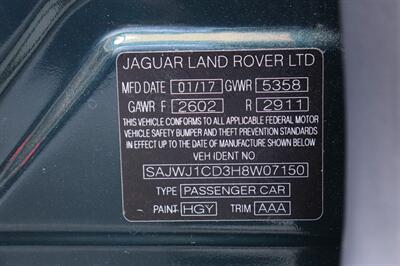 JAGUAR LAND ROVER LTD
MFD DATE 01/17 GVWR 5358
GAWR F 2602 R 2911
THIS VEHICLE CONFORMS TO ALL APPLICABLE FEDERAL MOTOR
VEHICLE SAFETY BUMPER AND THEFT PREVENTION STANDARDS
IN EFFECT UP TO THE DATE OF MANUFACTURE SHOWN BELOW
VEH IDENT NO
SAJWJ1CD3H8W07150
TYPE PASSENGER CAR
PAINT HGY TRIM AAA